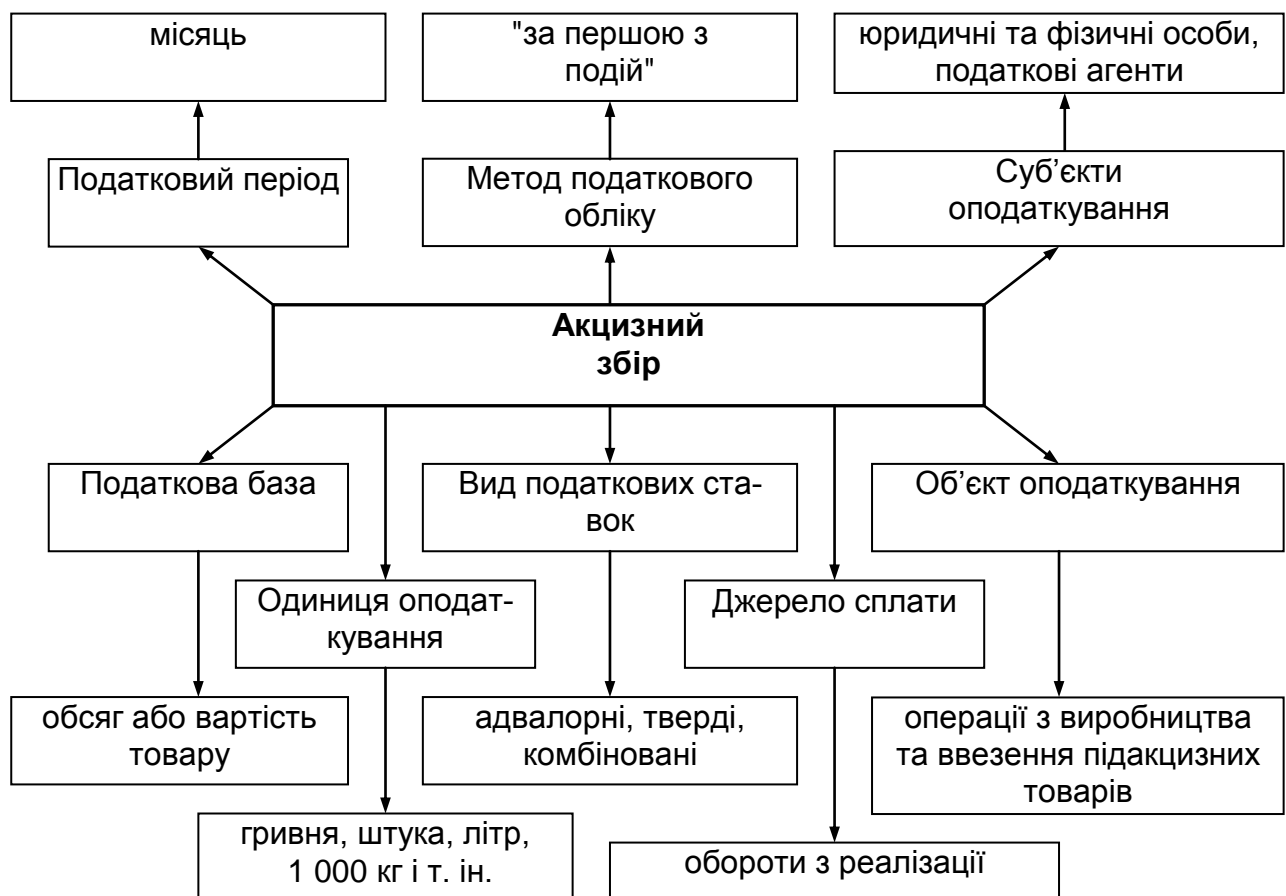 місяць
"за першою з
подій"
юридичні та фізичні особи,
податкові агенти
Податковий період
Метод податкового
обліку
Суб’єкти
оподаткування
Акцизний
збір
Податкова база
Вид податкових ста-
вок
Об’єкт оподаткування
Одиниця оподат-
кування
Джерело сплати
обсяг або вартість
товару
адвалорні, тверді,
комбіновані
операції з виробництва
та ввезення підакцизних
товарів
гривня, штука, літр,
1 000 кг і т. ін.
обороти з реалізації